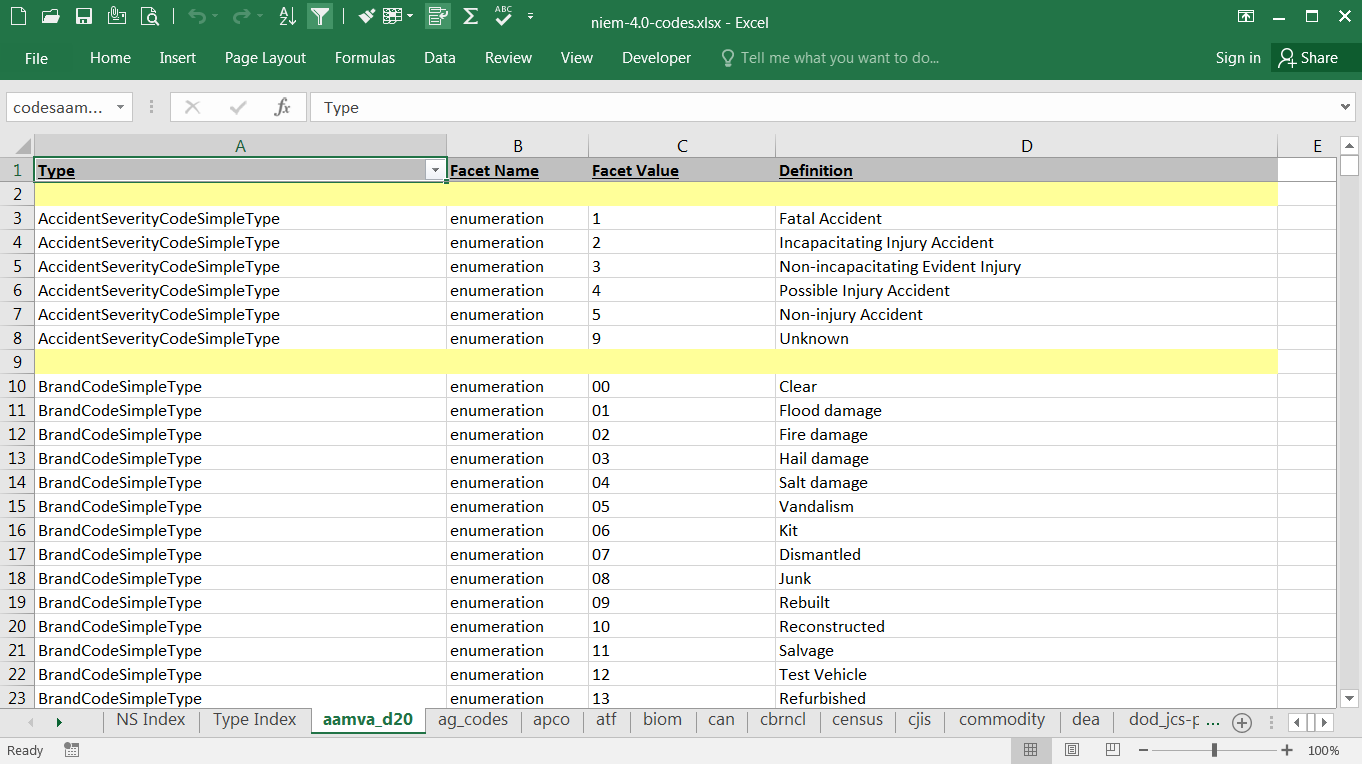 ABC
niem-4.0-codes.xlsx - Excel
File Home Insert Page Layout Formulas Data Review View Developer Tell me what you want to do... Sign in Share
codesaam... fx Type
A B C D E
1 Type Facet Name Facet Value Definition
2
3 AccidentSeverityCodeSimpleType enumeration 1 Fatal Accident
4 AccidentSeverityCodeSimpleType enumeration 2 Incapacitating Injury Accident
5 AccidentSeverityCodeSimpleType enumeration 3 Non-incapacitating Evident Injury
6 AccidentSeverityCodeSimpleType enumeration 4 Possible Injury Accident
7 AccidentSeverityCodeSimpleType enumeration 5 Non-injury Accident
8 AccidentSeverityCodeSimpleType enumeration 9 Unknown
9
10 BrandCodeSimpleType enumeration 00 Clear
11 BrandCodeSimpleType enumeration 01 Flood damage
12 BrandCodeSimpleType enumeration 02 Fire damage
13 BrandCodeSimpleType enumeration 03 Hail damage
14 BrandCodeSimpleType enumeration 04 Salt damage
15 BrandCodeSimpleType enumeration 05 Vandalism
16 BrandCodeSimpleType enumeration 06 Kit
17 BrandCodeSimpleType enumeration 07 Dismantled
18 BrandCodeSimpleType enumeration 08 Junk
19 BrandCodeSimpleType enumeration 09 Rebuilt
20 BrandCodeSimpleType enumeration 10 Reconstructed
21 BrandCodeSimpleType enumeration 11 Salvage
22 BrandCodeSimpleType enumeration 12 Test Vehicle
23 BrandCodeSimpleType enumeration 13 Refurbished
NS Index Type Index aamva_d20 ag_codes apco atf biom can cbrncl census cjis commodity dea dod_jcs-p ...
Ready 100%